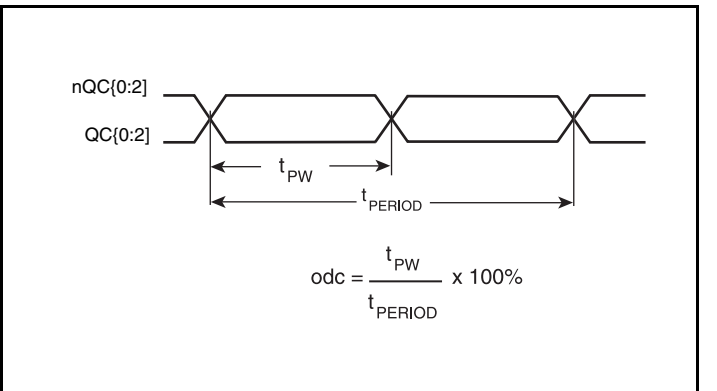 nQC{0:2]
QC{0:2]
tPW
tPERIOD
odc = tPW / tPERIOD x 100%